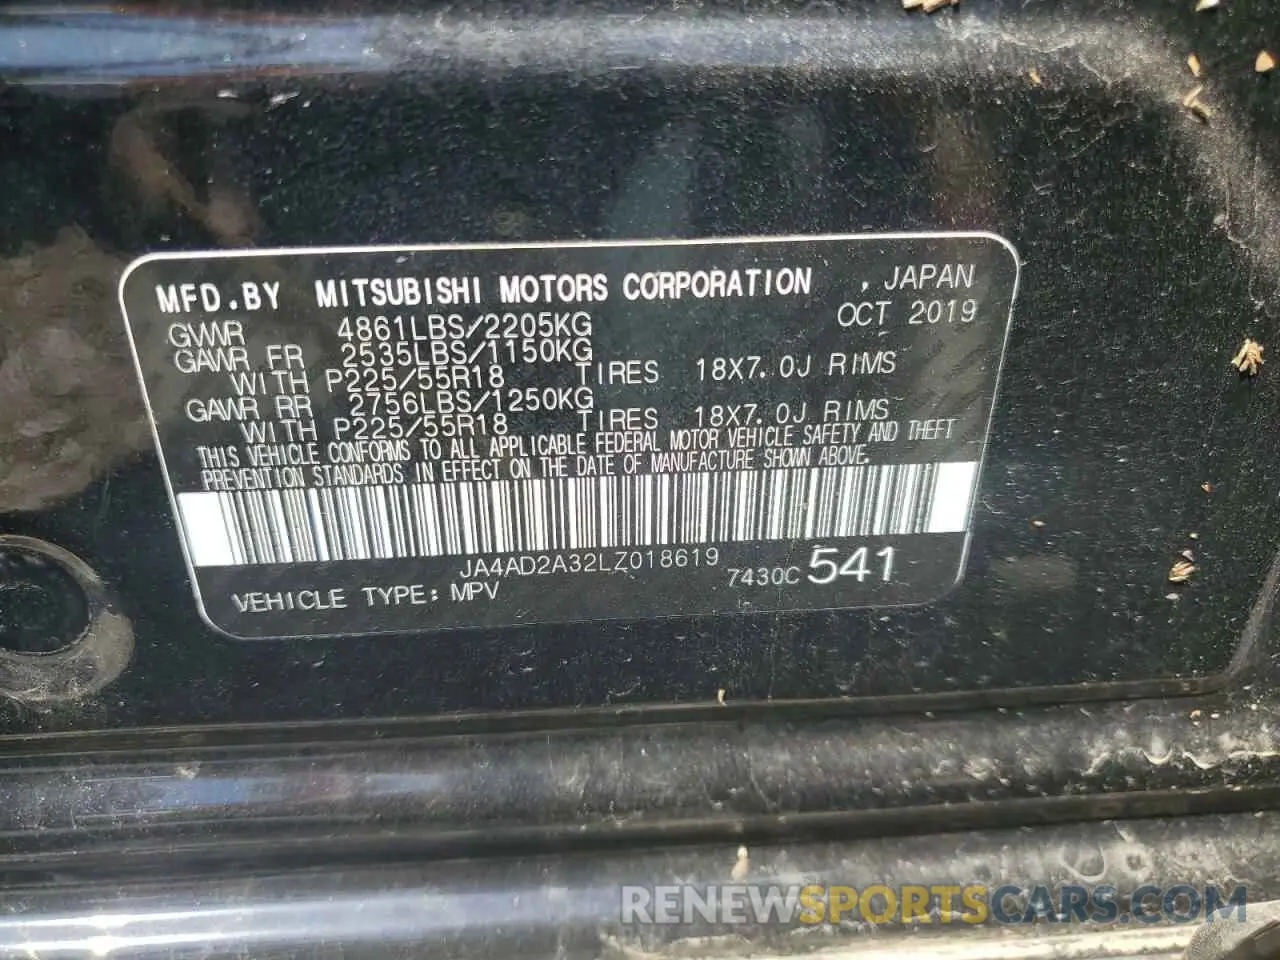 MFD.BY MITSUBISHI MOTORS CORPORATION , JAPAN
OCT 2019
GVWR 4861LBS/2205KG
GAWR FR 2535LBS/1150KG
WITH P225/55R18 TIRES 18X7.0J RIMS
GAWR RR 2756LBS/1250KG
WITH P225/55R18 TIRES 18X7.0J RIMS
THIS VEHICLE CONFORMS TO ALL APPLICABLE FEDERAL MOTOR VEHICLE SAFETY AND THEFT
PREVENTION STANDARDS IN EFFECT ON THE DATE OF MANUFACTURE SHOWN ABOVE.
JA4AD2A32LZ018619
7430C 541
VEHICLE TYPE: MPV
RENEWSPORTSCARS.COM